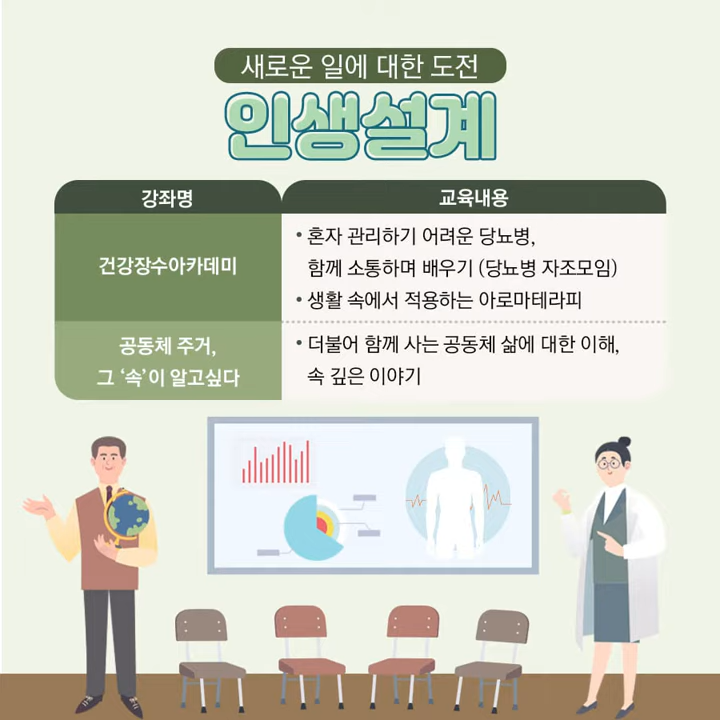 새로운 일에 대한 도전
인생설계
강좌명
교육내용
건강장수아카데미
• 혼자 관리하기 어려운 당뇨병,
함께 소통하며 배우기 (당뇨병 자조모임)
• 생활 속에서 적용하는 아로마테라피
공동체 주거,
그 ‘속’이 알고싶다
• 더불어 함께 사는 공동체 삶에 대한 이해,
속 깊은 이야기